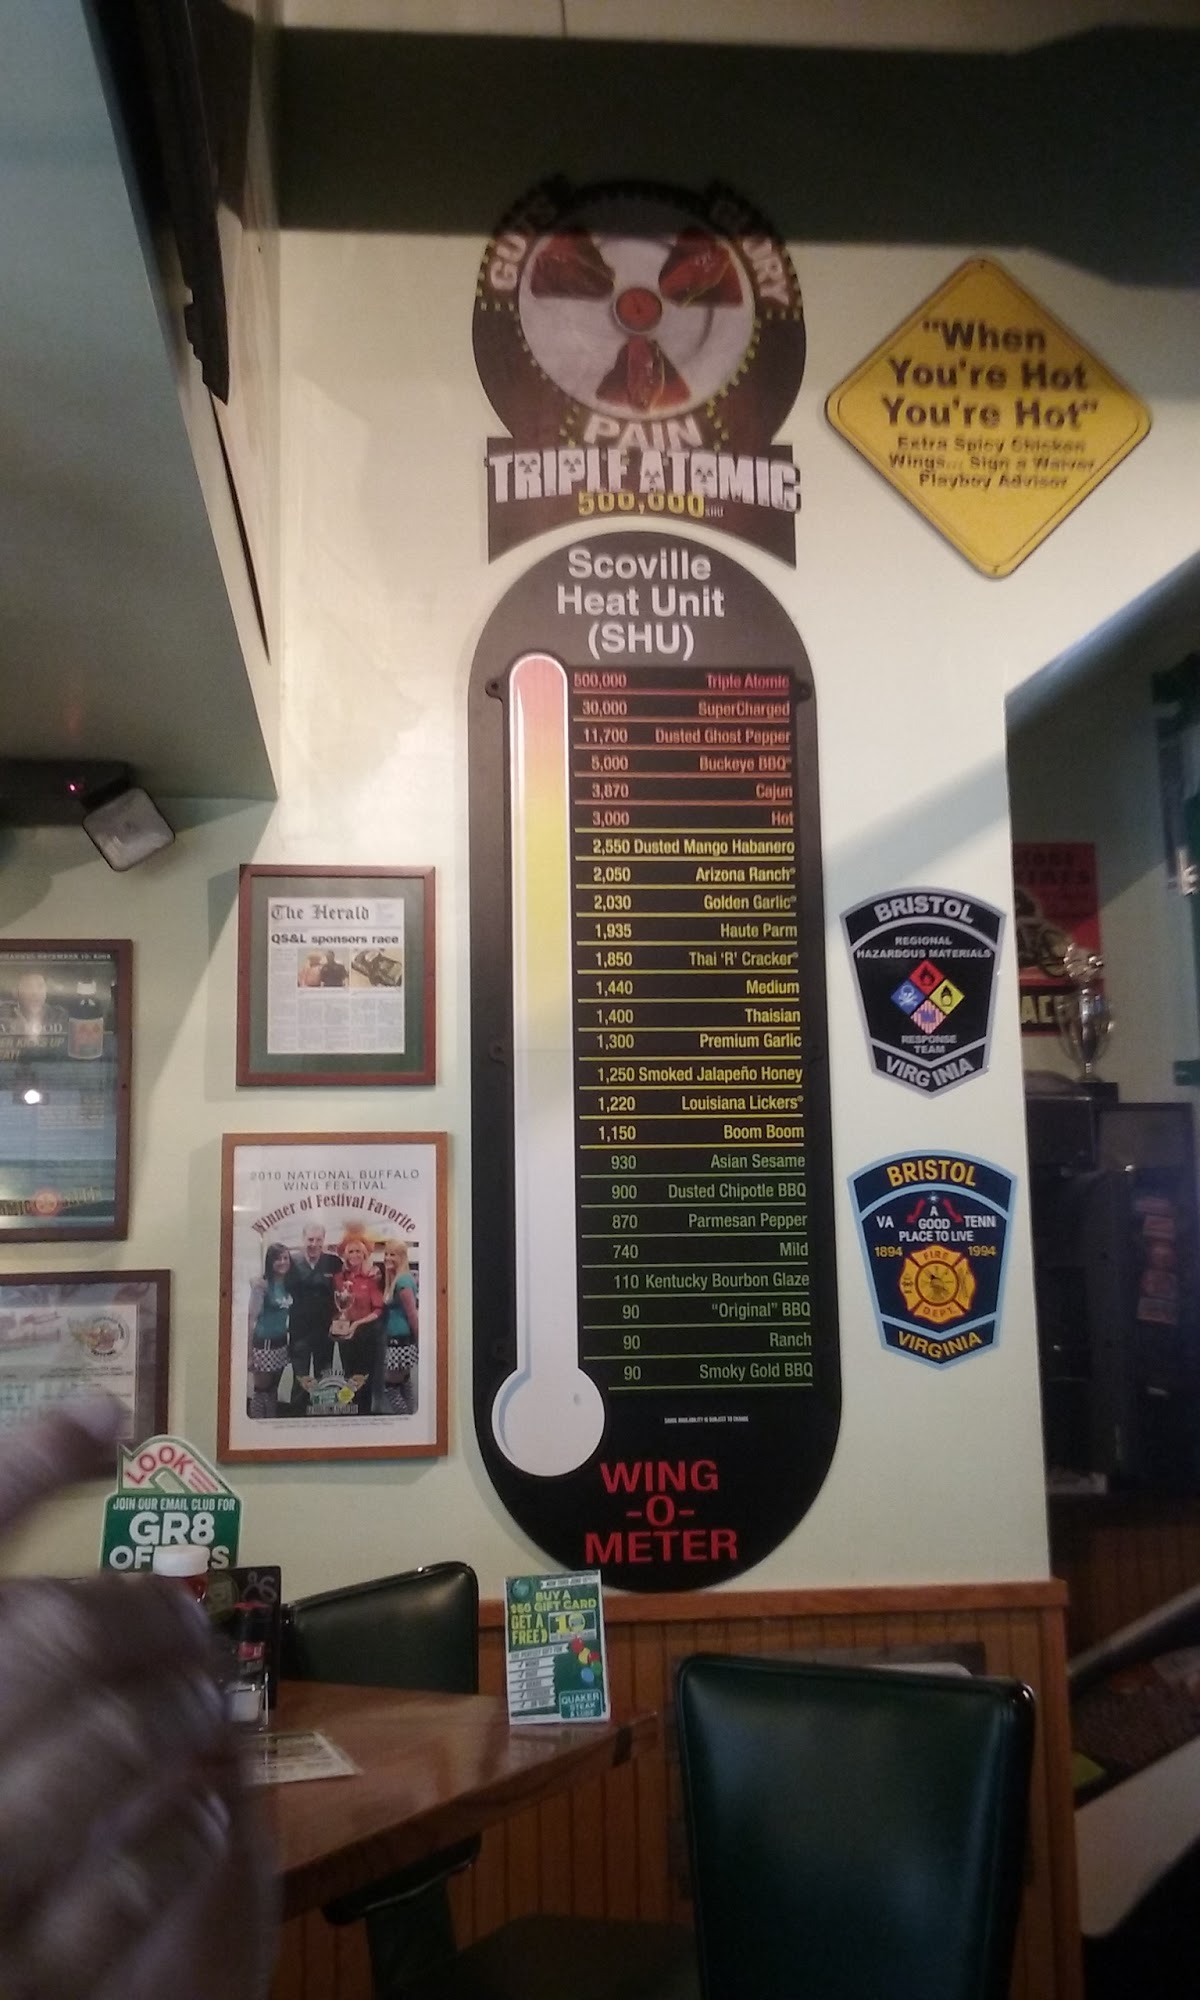 GUTS GLORY
PAIN
TRIPLE ATOMIC
500,000 SHU
"When
You're Hot
You're Hot"
Extra Spicy Chicken
Wings... Sign a Waiver
Playboy Advisor
Scoville
Heat Unit
(SHU)
500,000 Triple Atomic
30,000 SuperCharged
11,700 Dusted Ghost Pepper
5,000 Buckeye BBQ®
3,870 Cajun
3,000 Hot
2,550 Dusted Mango Habanero
2,050 Arizona Ranch®
2,030 Golden Garlic®
1,935 Haute Parm
1,850 Thai 'R' Cracker®
1,440 Medium
1,400 Thaisian
1,300 Premium Garlic
1,250 Smoked Jalapeño Honey
1,220 Louisiana Lickers®
1,150 Boom Boom
930 Asian Sesame
900 Dusted Chipotle BBQ
870 Parmesan Pepper
740 Mild
110 Kentucky Bourbon Glaze
90 "Original" BBQ
90 Ranch
90 Smoky Gold BBQ
SAUCE AVAILABILITY IS SUBJECT TO CHANGE
WING
-O-
METER
The Herald
QS&L sponsors race
2010 NATIONAL BUFFALO
WING FESTIVAL
Winner of Festival Favorite
BRISTOL
REGIONAL
HAZARDOUS MATERIALS
W
RESPONSE
TEAM
VIRGINIA
BRISTOL
VA A TENN
GOOD
PLACE TO LIVE
1894 FIRE 1994
DEPT.
VIRGINIA
LOOK
JOIN OUR EMAIL CLUB FOR
GR8
BUY A
$50 GIFT CARD
GET A
FREE
QUAKER
STEAK
& LUBE